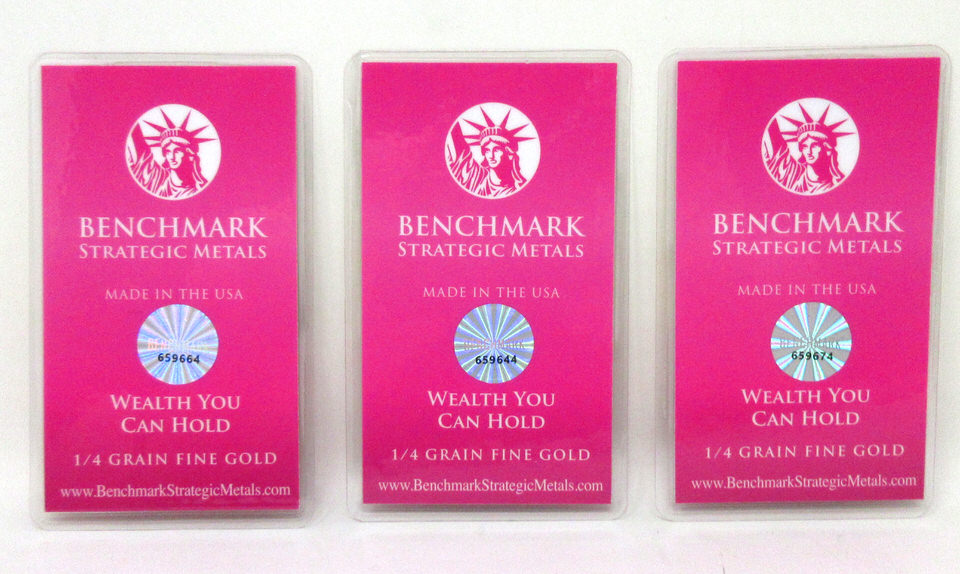 BENCHMARK
STRATEGIC METALS
MADE IN THE USA
BENCHMARK
659664
WEALTH YOU
CAN HOLD
1/4 GRAIN FINE GOLD
www.BenchmarkStrategicMetals.com
BENCHMARK
STRATEGIC METALS
MADE IN THE USA
BENCHMARK
659644
WEALTH YOU
CAN HOLD
1/4 GRAIN FINE GOLD
www.BenchmarkStrategicMetals.com
BENCHMARK
STRATEGIC METALS
MADE IN THE USA
BENCHMARK
659674
WEALTH YOU
CAN HOLD
1/4 GRAIN FINE GOLD
www.BenchmarkStrategicMetals.com